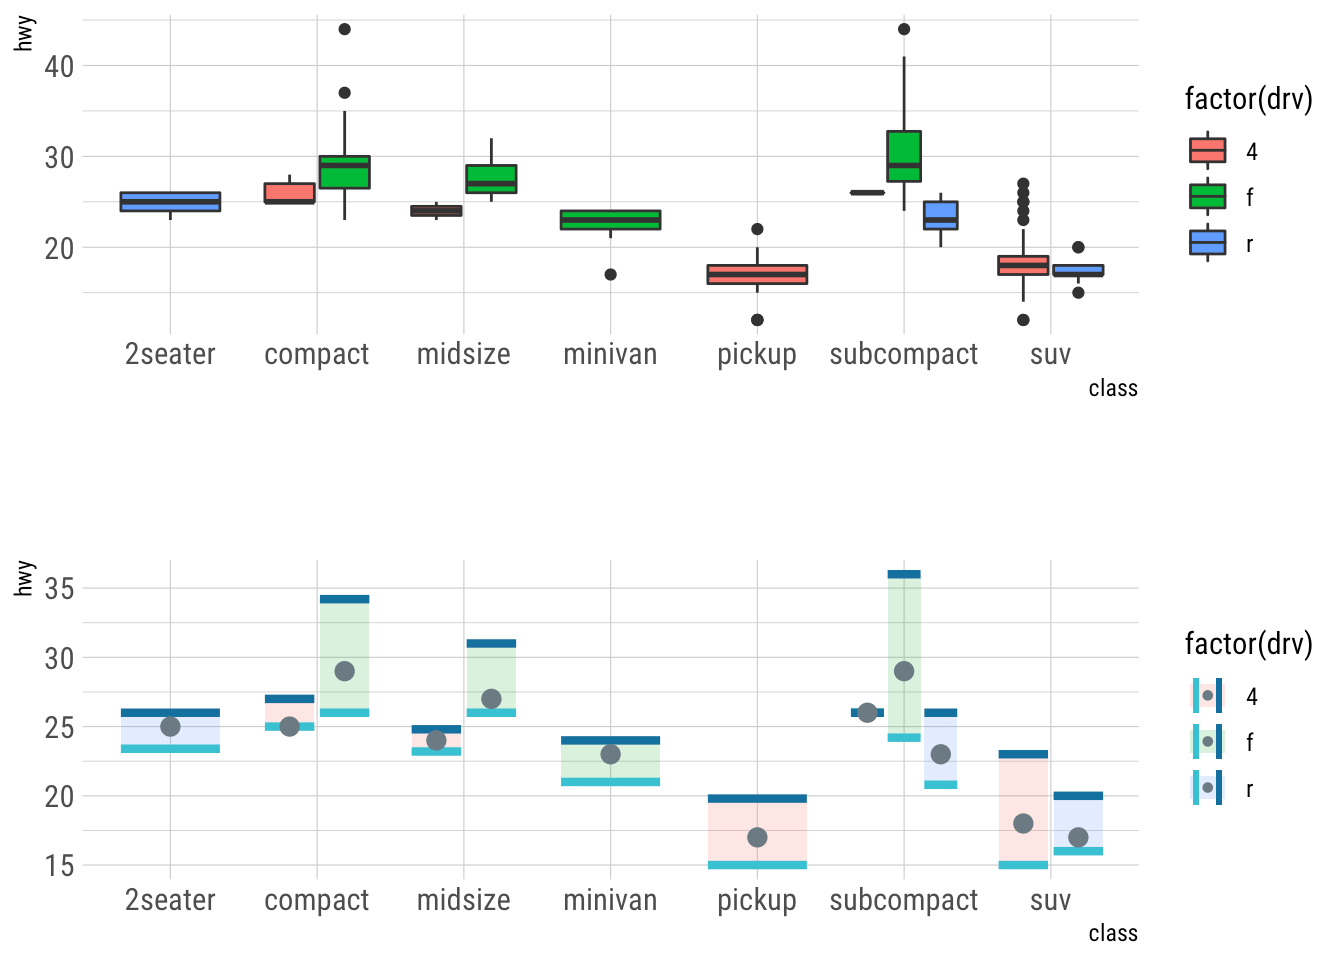 hwy
40
30
20
2seater compact midsize minivan pickup subcompact suv
class
factor(drv)
4
f
r
hwy
35
30
25
20
15
2seater compact midsize minivan pickup subcompact suv
class
factor(drv)
4
f
r